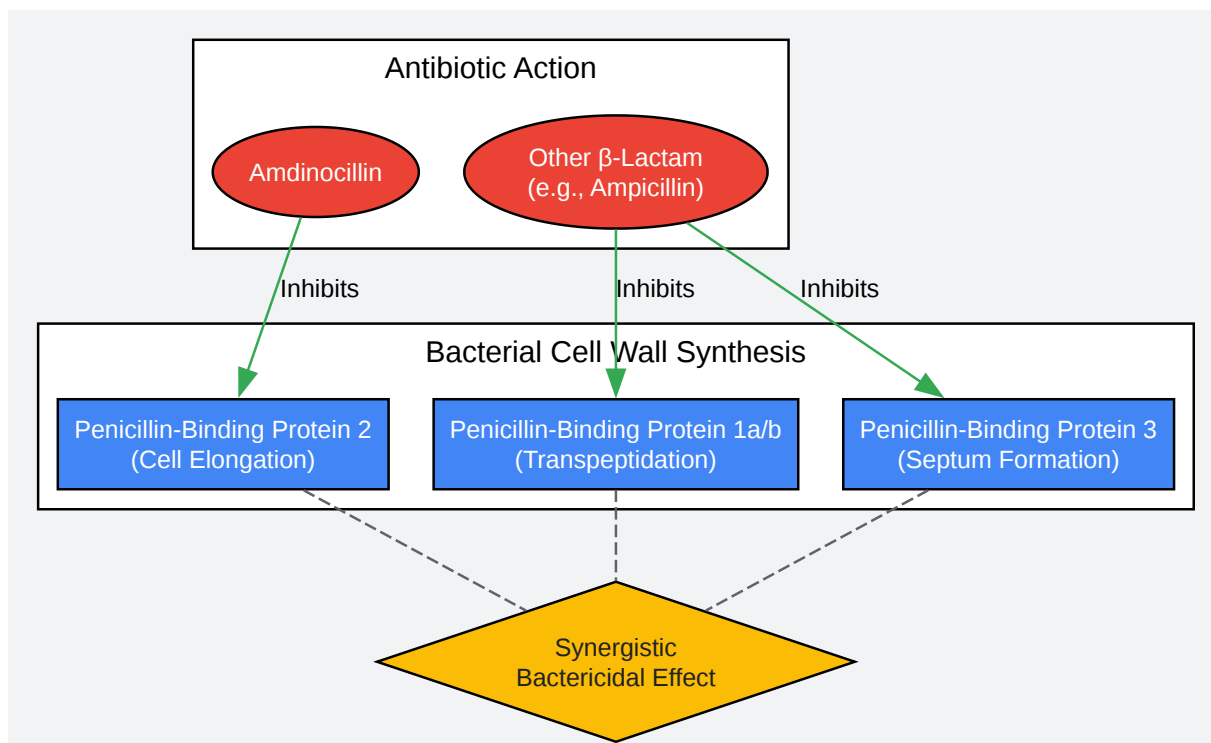 Antibiotic Action
Amdinocillin
Other β-Lactam
(e.g., Ampicillin)
Inhibits
Inhibits
Inhibits
Bacterial Cell Wall Synthesis
Penicillin-Binding Protein 2
(Cell Elongation)
Penicillin-Binding Protein 1a/b
(Transpeptidation)
Penicillin-Binding Protein 3
(Septum Formation)
Synergistic
Bactericidal Effect